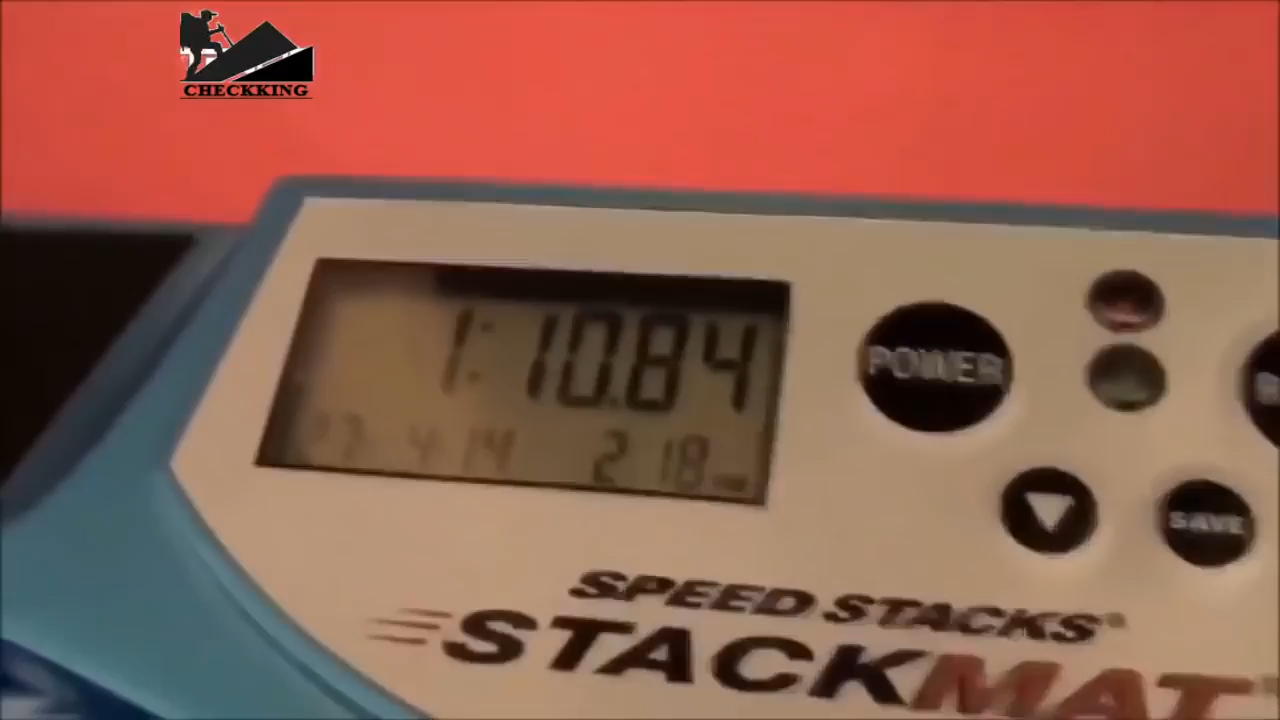 CHECKKING
1:10.84
POWER
SAVE
SPEED STACKS®
STACKMAT